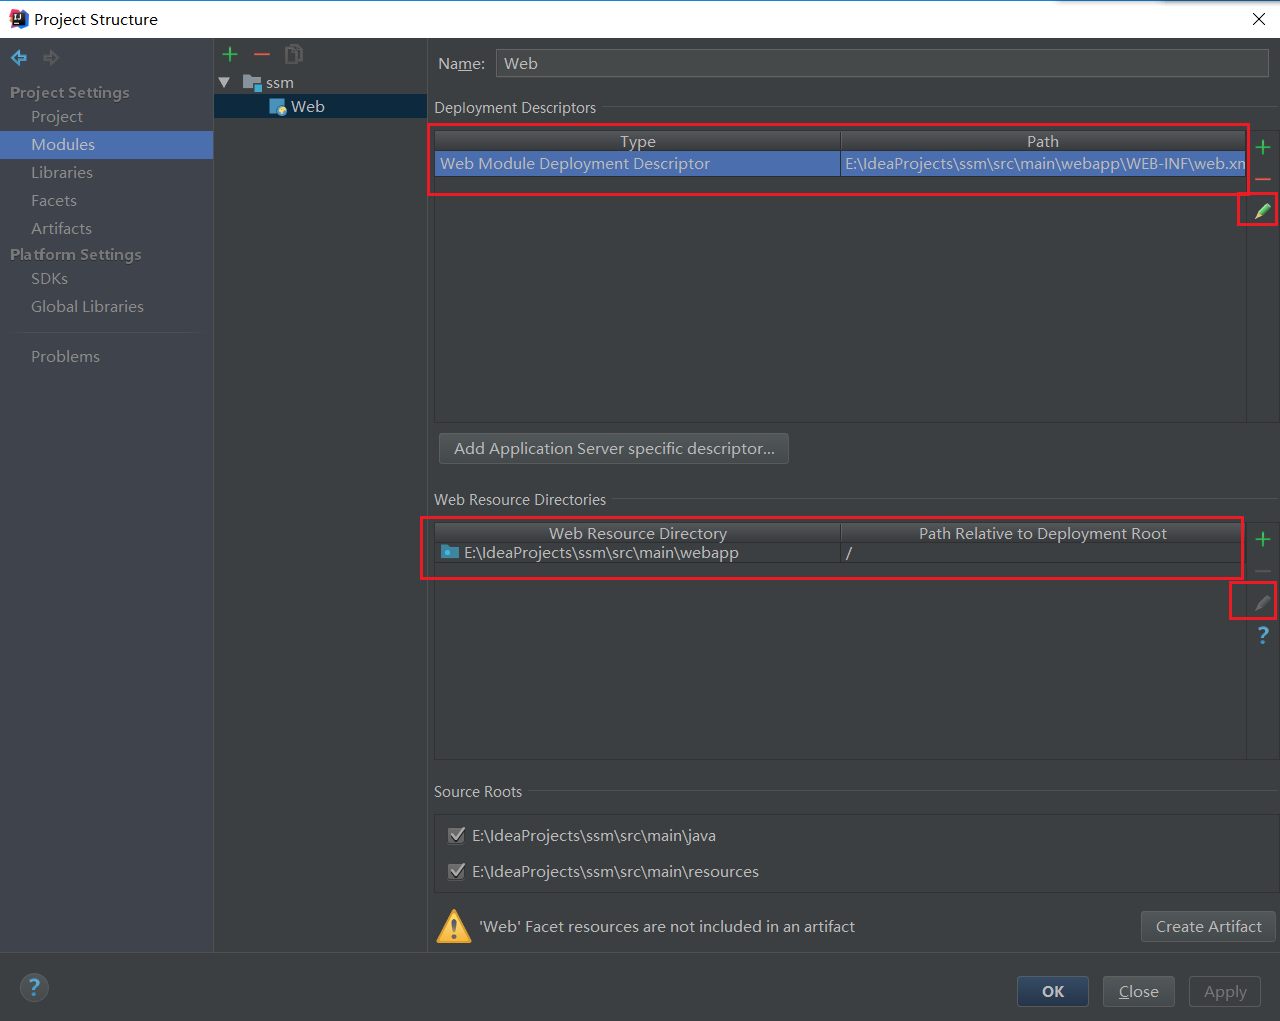 Project Structure
Project Settings
Project
Modules
Libraries
Facets
Artifacts
Platform Settings
SDKs
Global Libraries
Problems
ssm
Web
Name: Web
Deployment Descriptors
Type Path
Web Module Deployment Descriptor E:\IdeaProjects\ssm\src\main\webapp\WEB-INF\web.xm
Add Application Server specific descriptor...
Web Resource Directories
Web Resource Directory Path Relative to Deployment Root
E:\IdeaProjects\ssm\src\main\webapp /
Source Roots
E:\IdeaProjects\ssm\src\main\java
E:\IdeaProjects\ssm\src\main\resources
'Web' Facet resources are not included in an artifact Create Artifact
OK Close Apply